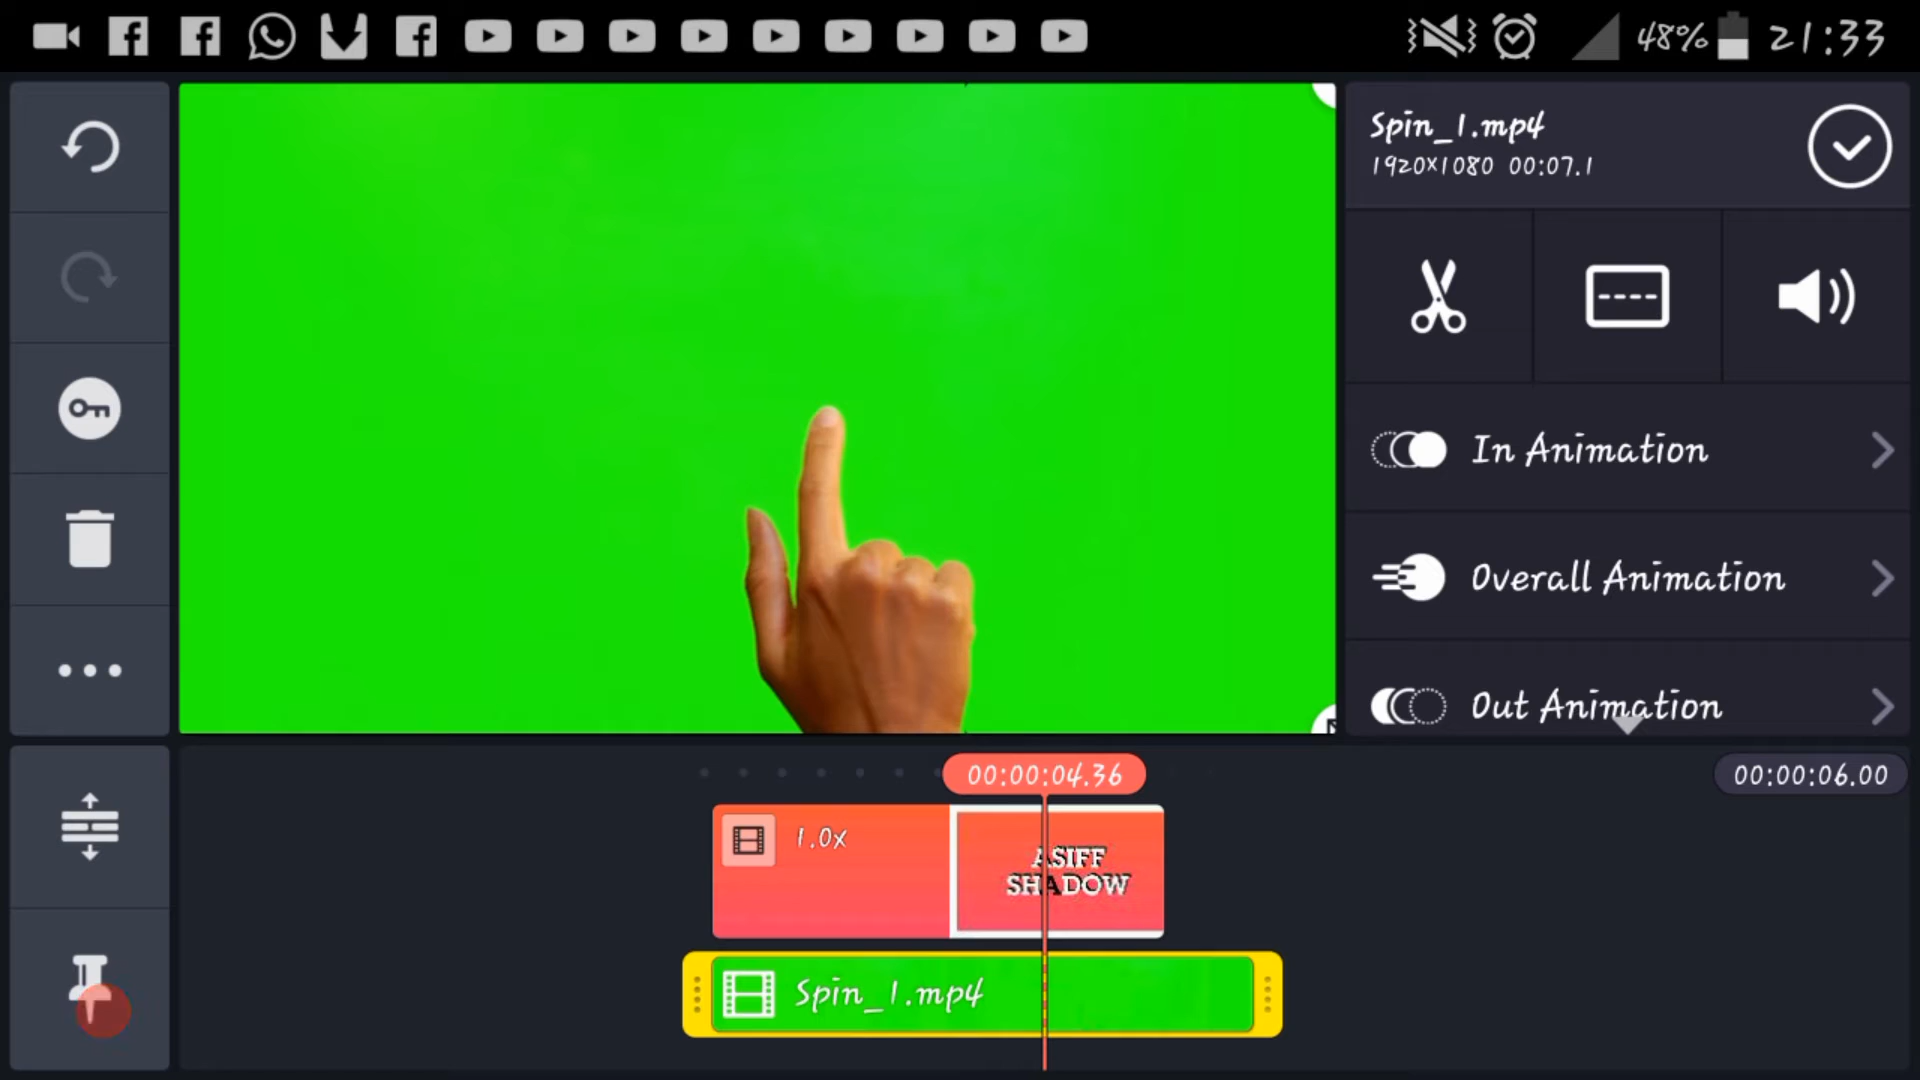 48% 21:33
Spin_1.mp4
1920x1080 00:07.1
In Animation
Overall Animation
Out Animation
00:00:04.36
00:00:06.00
1.0x
ASIFF
SHADOW
Spin_1.mp4